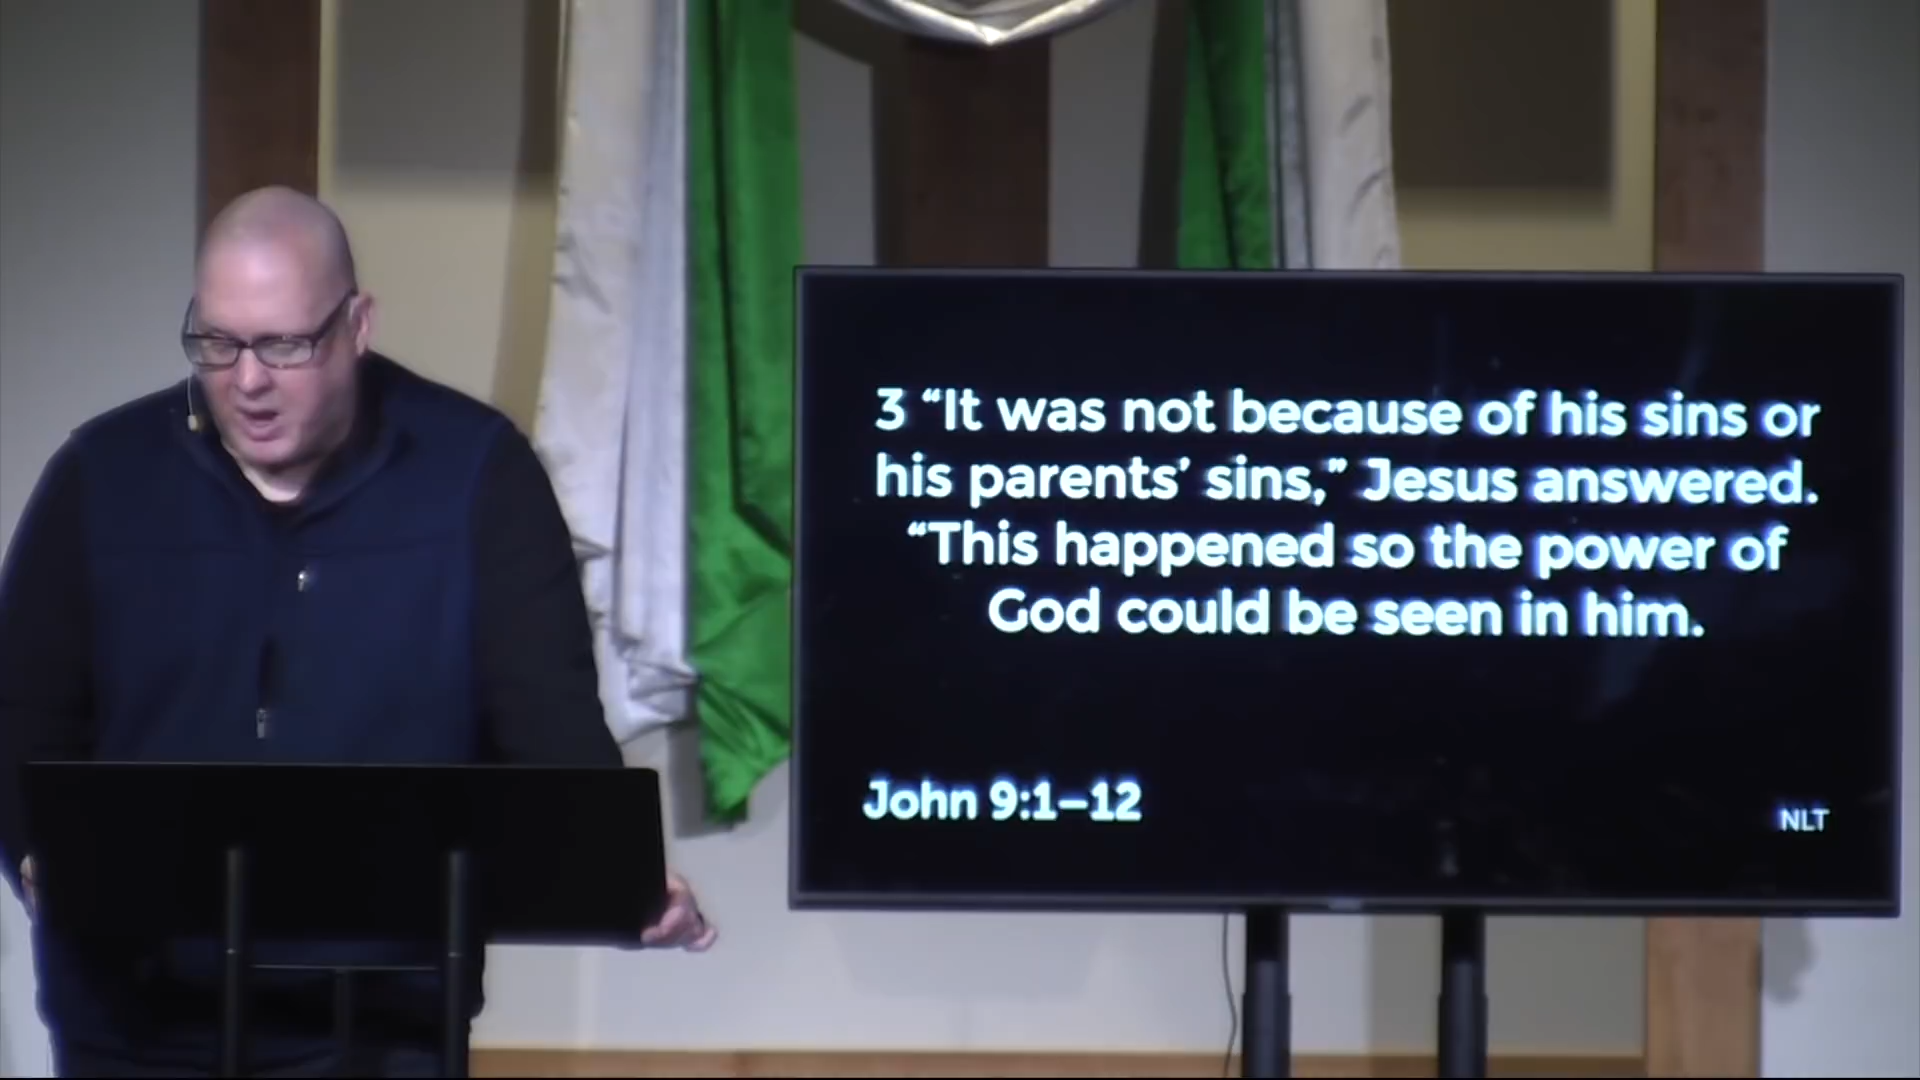 3 “It was not because of his sins or
his parents’ sins,” Jesus answered.
“This happened so the power of
God could be seen in him.
John 9:1–12
NLT